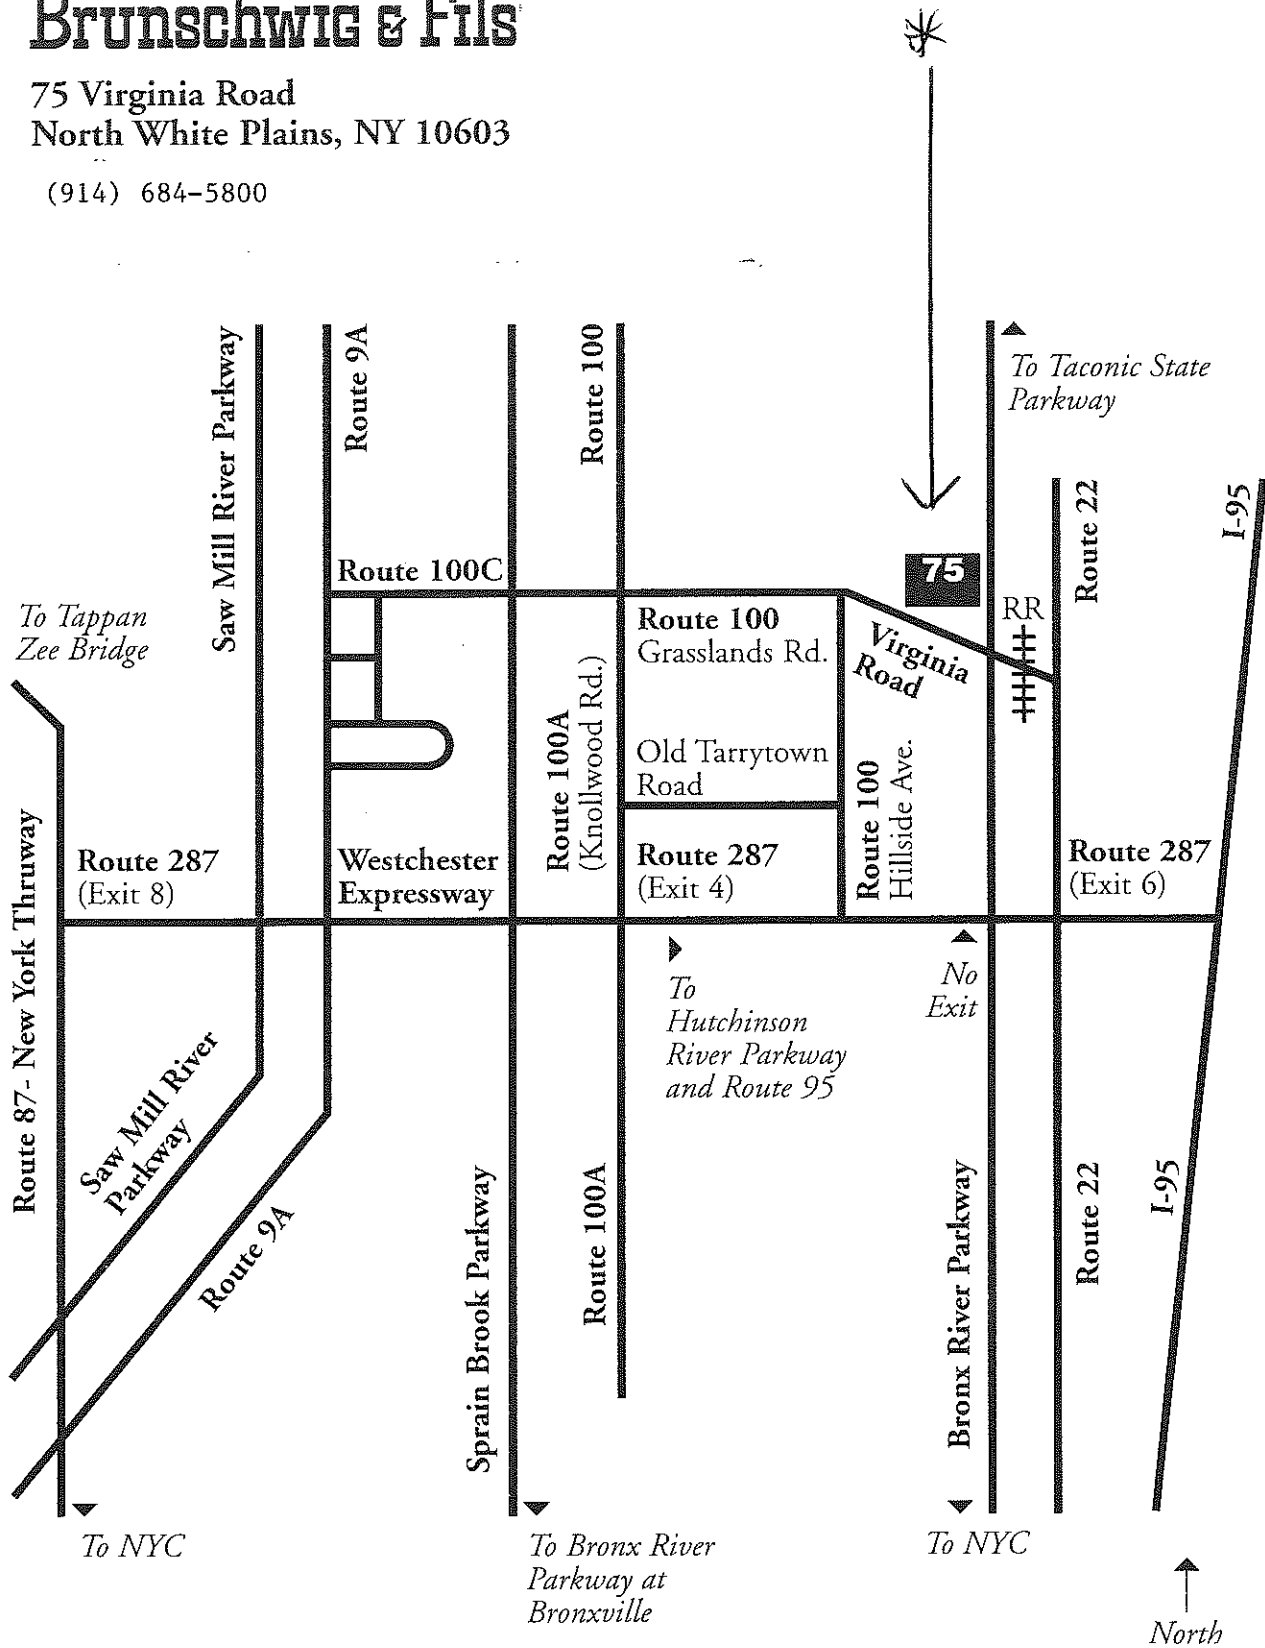 Brunschwig & Fils
75 Virginia Road
North White Plains, NY 10603
(914) 684-5800
Saw Mill River Parkway
Route 9A
Route 100
To Taconic State
Parkway
Route 22
I-95
Route 100C
75
RR
To Tappan
Zee Bridge
Route 100
Grasslands Rd.
Virginia
Road
Route 100A
(Knollwood Rd.)
Old Tarrytown
Road
Route 100
Hillside Ave.
Route 87- New York Thruway
Route 287
(Exit 8)
Westchester
Expressway
Route 287
(Exit 4)
Route 287
(Exit 6)
To
Hutchinson
River Parkway
and Route 95
No
Exit
Saw Mill River
Parkway
Route 9A
Sprain Brook Parkway
Route 100A
Bronx River Parkway
Route 22
I-95
To NYC
To Bronx River
Parkway at
Bronxville
To NYC
North